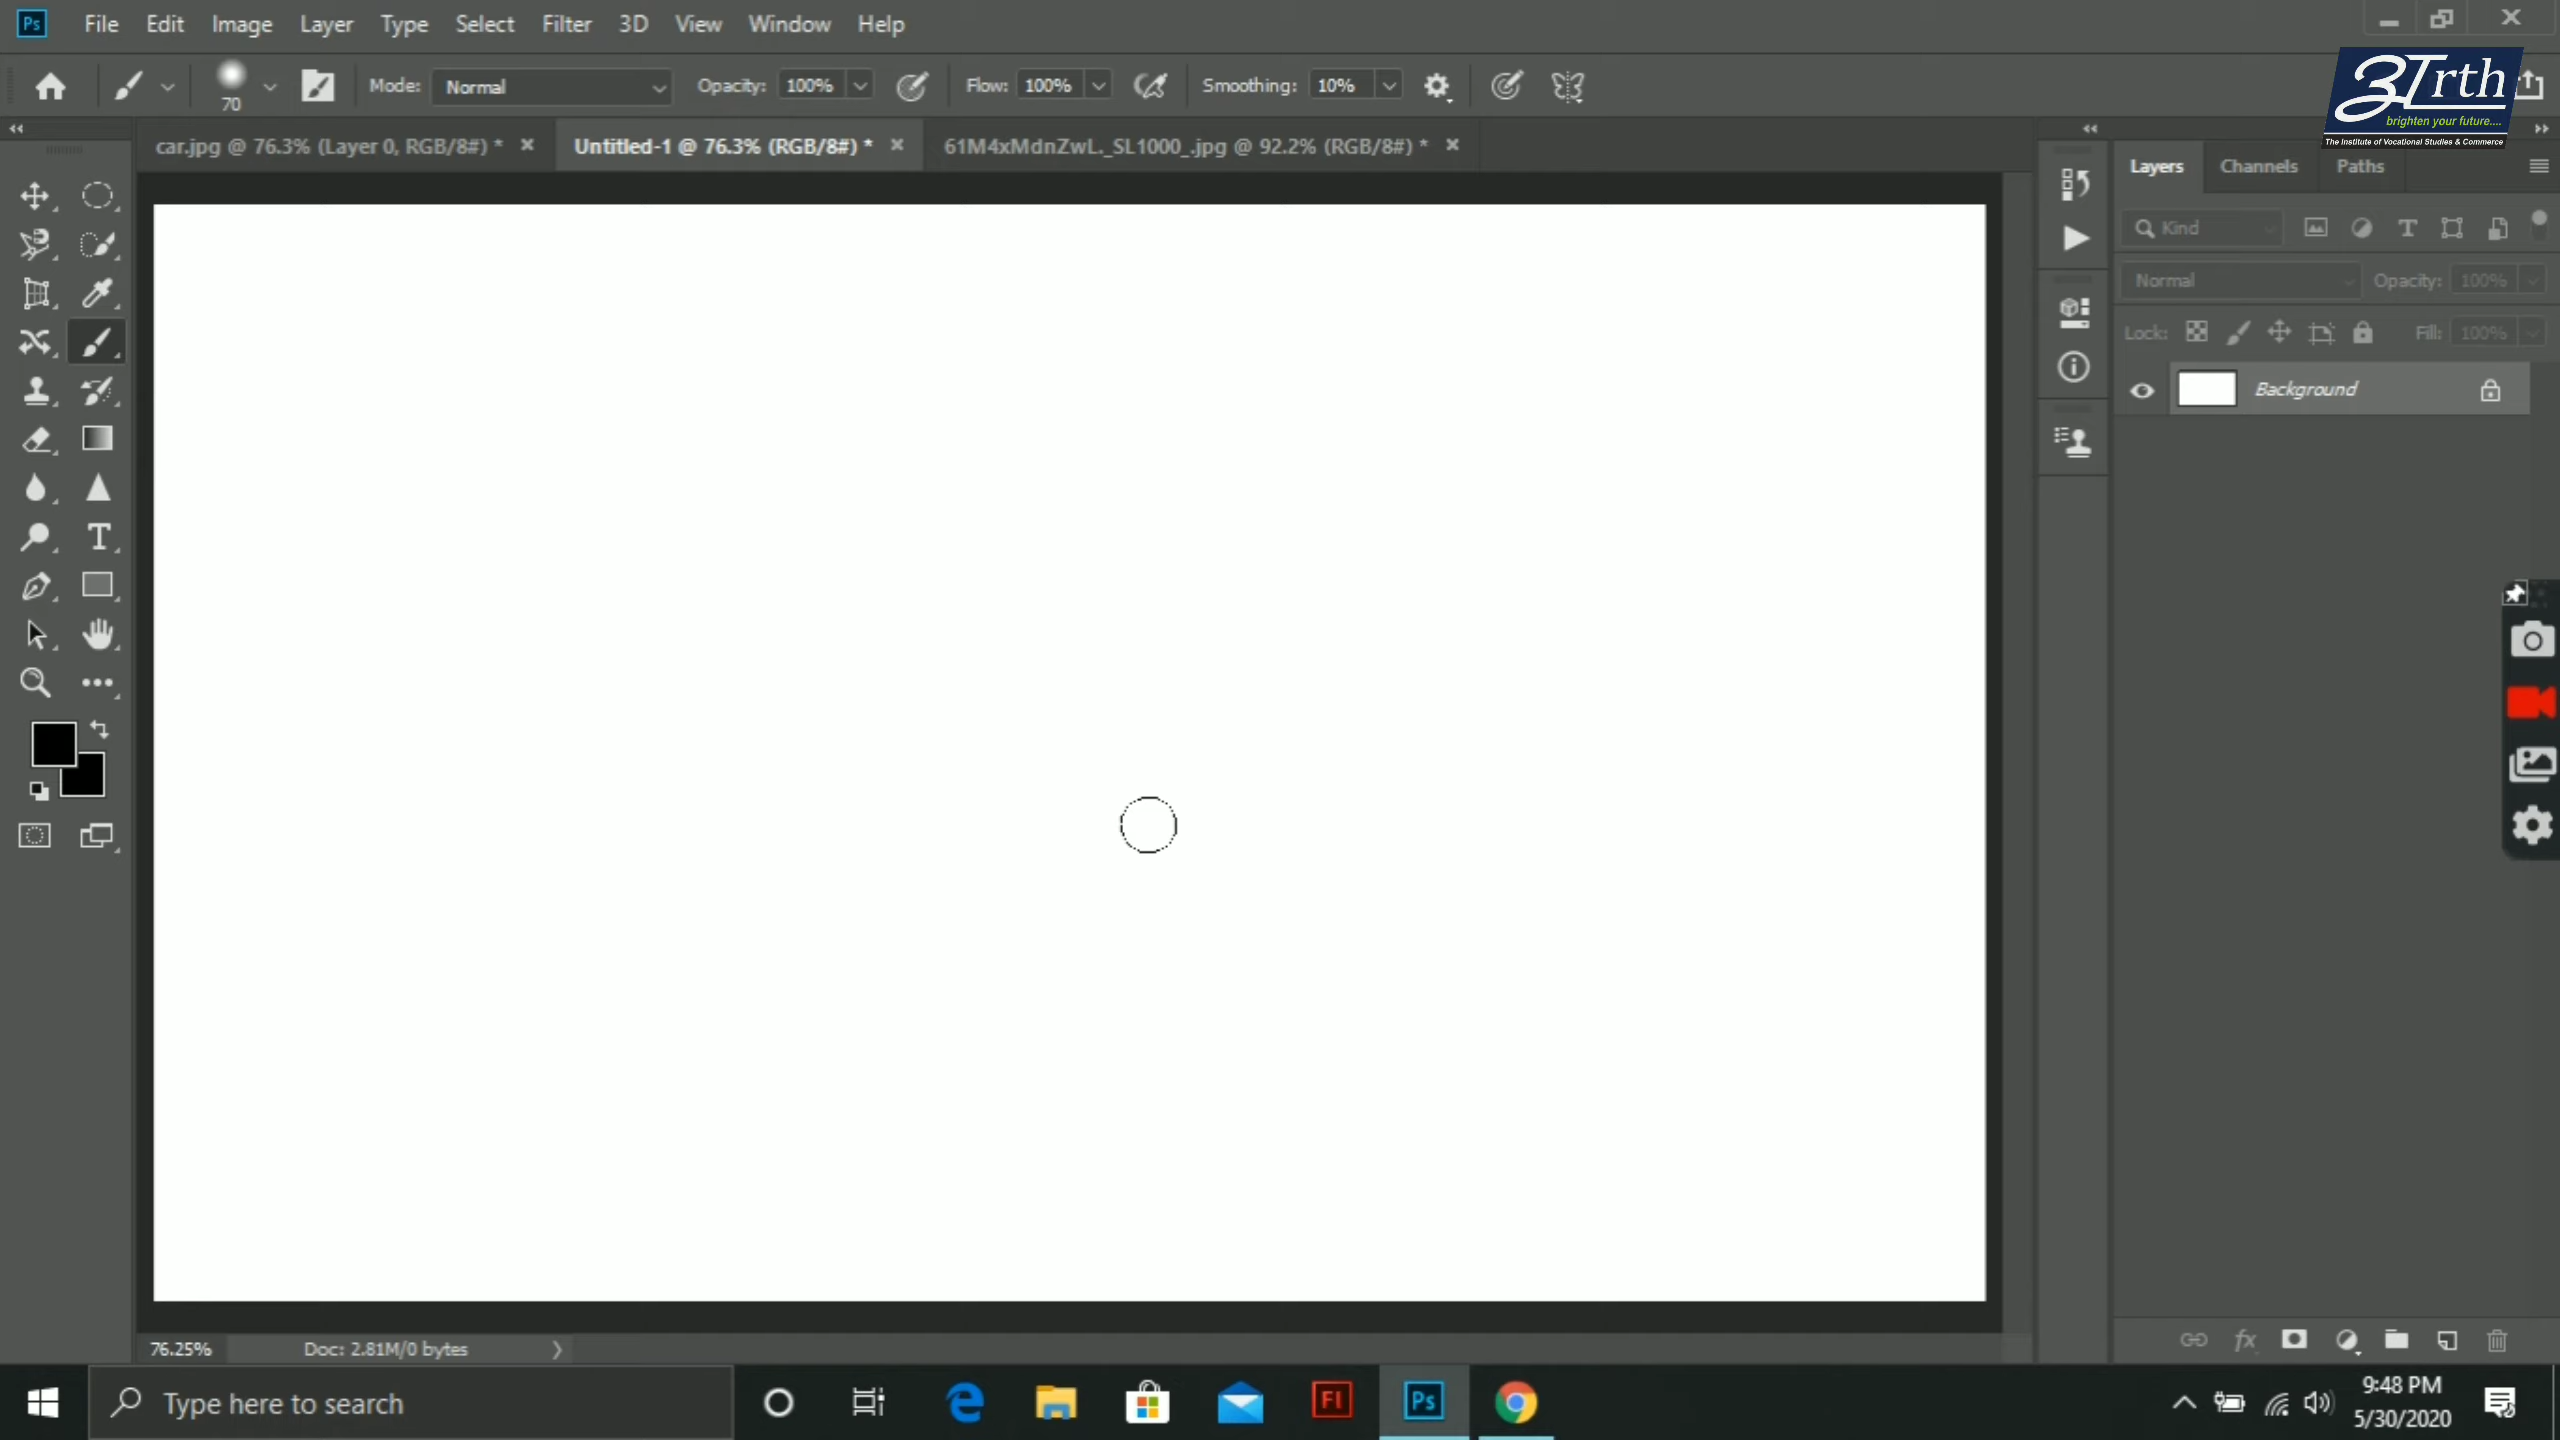 Ps File Edit Image Layer Type Select Filter 3D View Window Help
70 Mode: Normal Opacity: 100% Flow: 100% Smoothing: 10%
3Tirth
brighten your future....
The Institute of Vocational Studies & Commerce
car.jpg @ 76.3% (Layer 0, RGB/8#) * Untitled-1 @ 76.3% (RGB/8#) * 61M4xMdnZwL._SL1000_.jpg @ 92.2% (RGB/8#) *
Layers Channels Paths
Kind
Normal Opacity: 100%
Lock: Fill: 100%
Background
76.25% Doc: 2.81M/0 bytes
Type here to search
Fl Ps
9:48 PM
5/30/2020